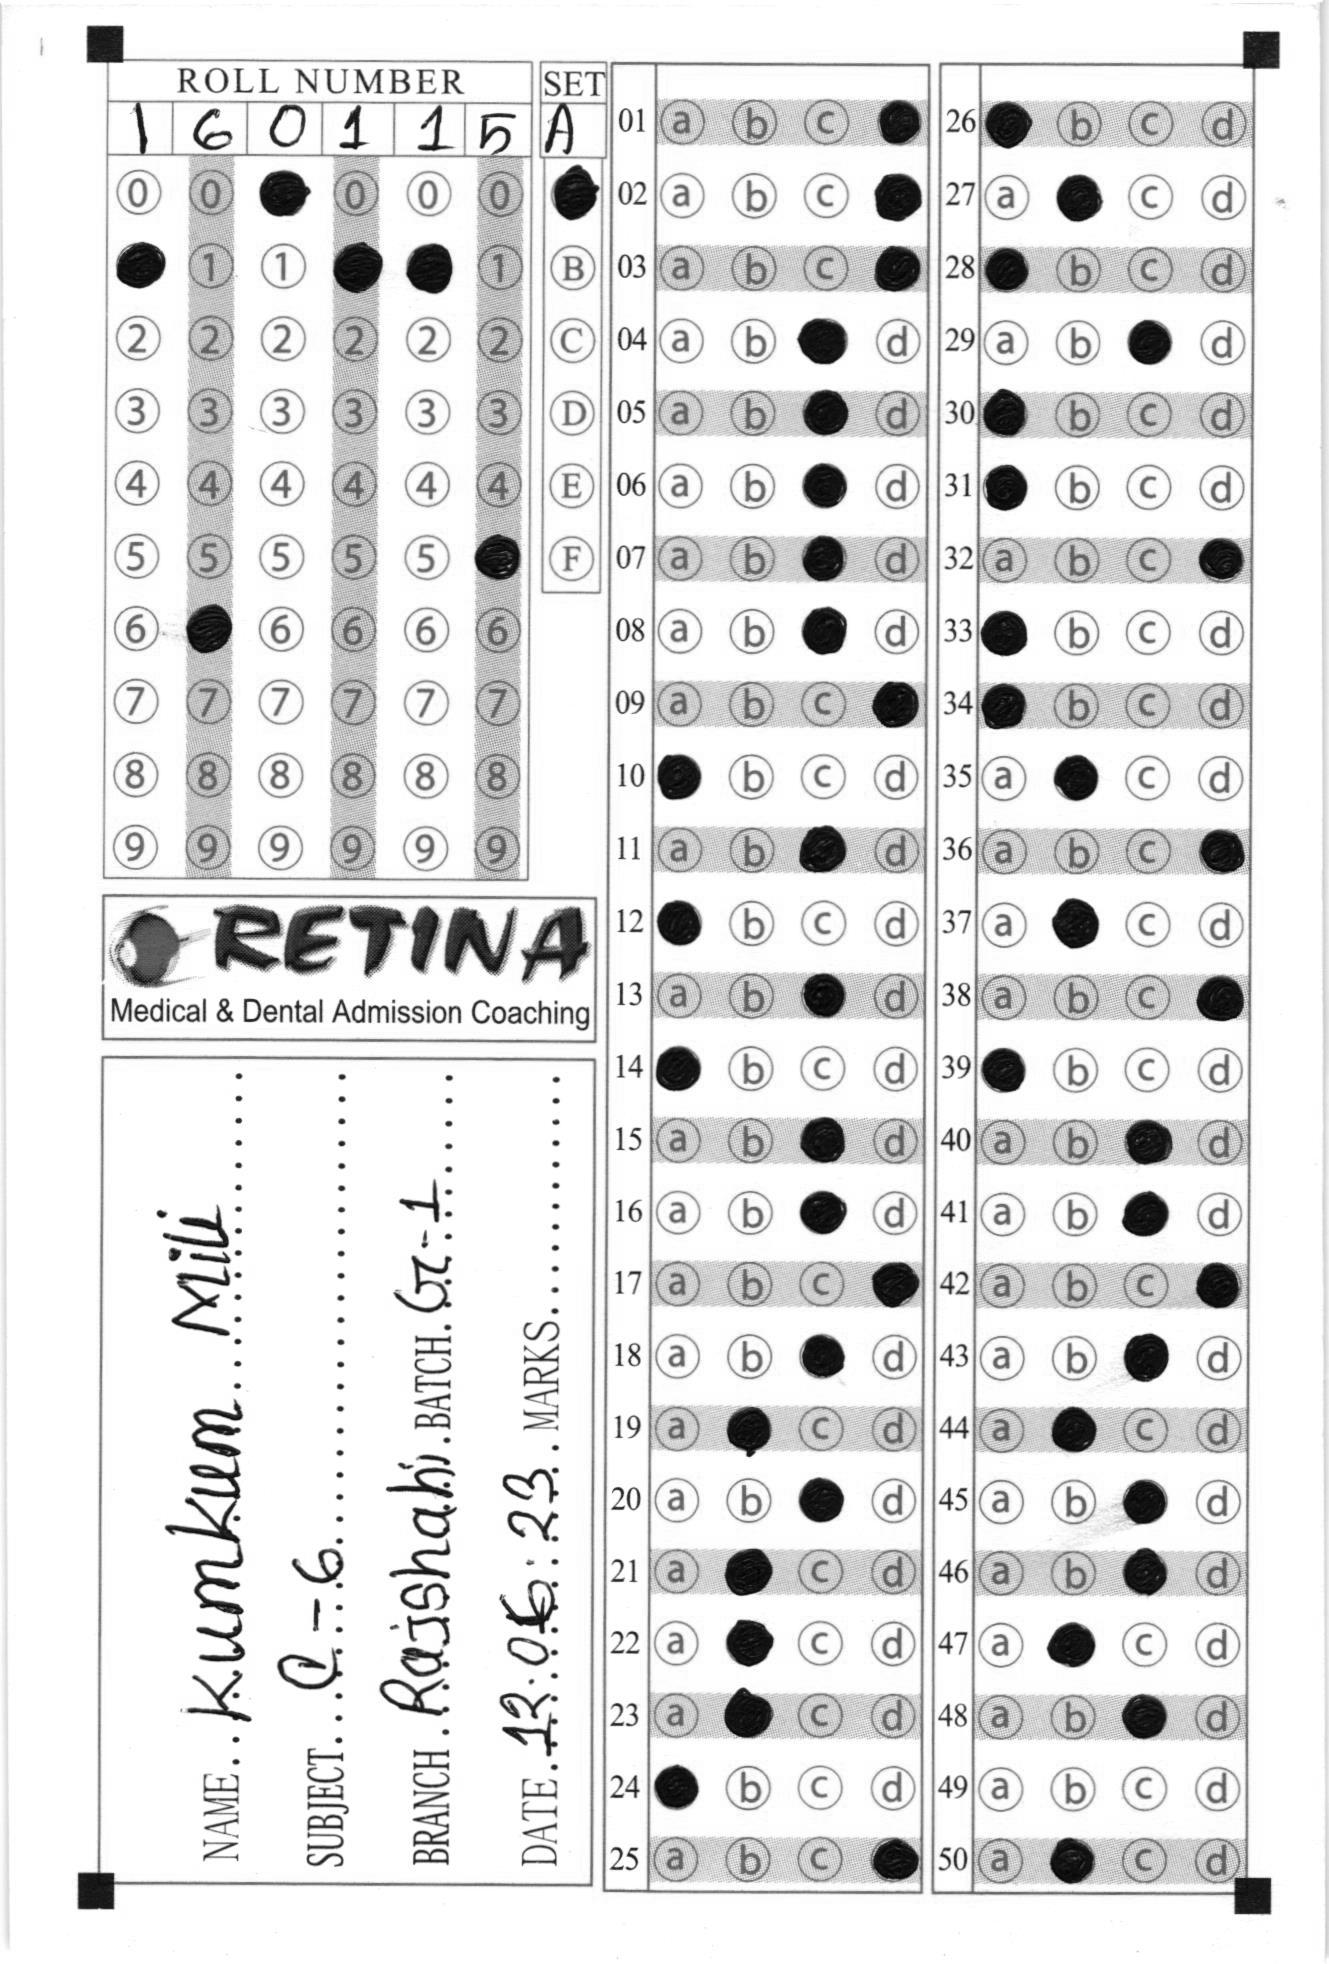 ROLL NUMBER
1 6 0 1 1 5
0 0 0 0 0
1 1 1
2 2 2 2 2 2
3 3 3 3 3 3
4 4 4 4 4 4
5 5 5 5 5
6 6 6 6 6
7 7 7 7 7 7
8 8 8 8 8 8
9 9 9 9 9 9
SET
A
B
C
D
E
F
RETINA
Medical & Dental Admission Coaching
NAME Kumkum Mili
SUBJECT C-6
BRANCH Rajshahi BATCH Gr-1
DATE 12.06.23 MARKS
01 a b c
02 a b c
03 a b c
04 a b d
05 a b d
06 a b d
07 a b d
08 a b d
09 a b c
10 b c d
11 a b d
12 b c d
13 a b d
14 b c d
15 a b d
16 a b d
17 a b c
18 a b d
19 a c d
20 a b d
21 a c d
22 a c d
23 a c d
24 b c d
25 a b c
26 b c d
27 a c d
28 b c d
29 a b d
30 b c d
31 b c d
32 a b c
33 b c d
34 b c d
35 a c d
36 a b c
37 a c d
38 a b c
39 b c d
40 a b d
41 a b d
42 a b c
43 a b d
44 a c d
45 a b d
46 a b d
47 a c d
48 a b d
49 a b c d
50 a c d